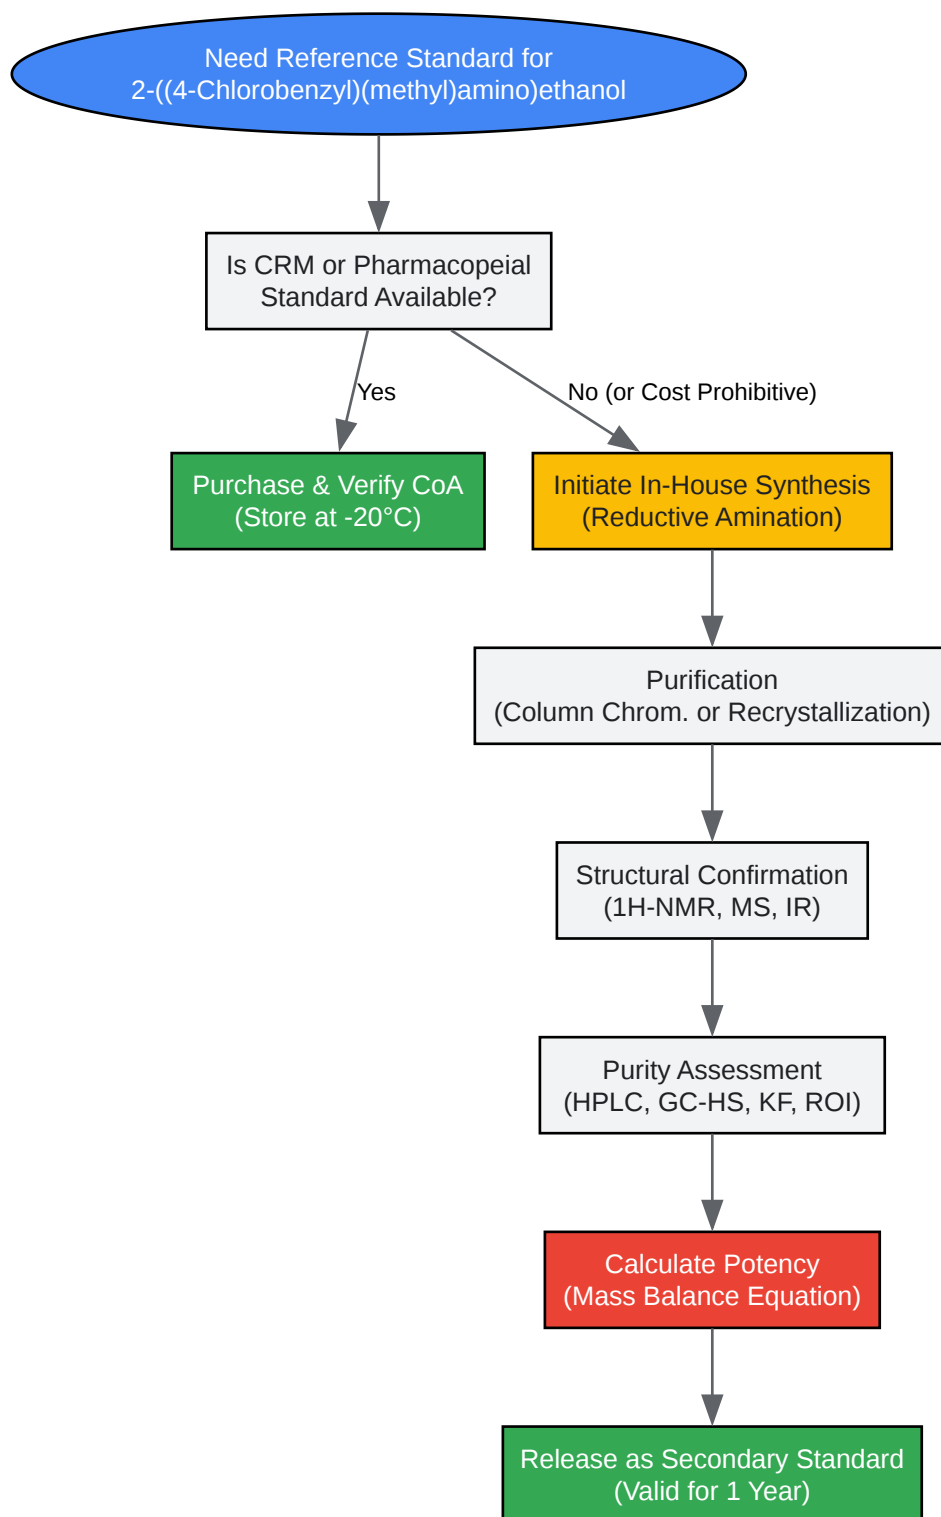 Need Reference Standard for
2-((4-Chlorobenzyl)(methyl)amino)ethanol
Is CRM or Pharmacopeial
Standard Available?
Yes
No (or Cost Prohibitive)
Purchase & Verify CoA
(Store at -20°C)
Initiate In-House Synthesis
(Reductive Amination)
Purification
(Column Chrom. or Recrystallization)
Structural Confirmation
(1H-NMR, MS, IR)
Purity Assessment
(HPLC, GC-HS, KF, ROI)
Calculate Potency
(Mass Balance Equation)
Release as Secondary Standard
(Valid for 1 Year)